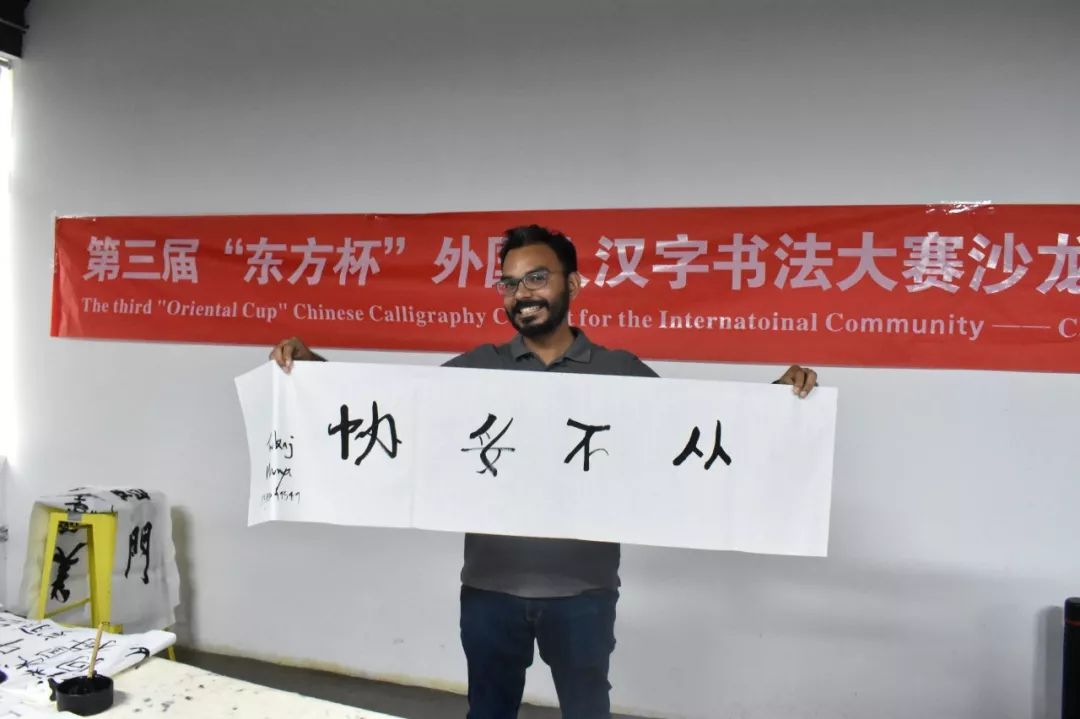 第三届“东方杯”外国 汉字书法大赛沙龙
The third "Oriental Cup" Chinese Calligraphy for the Internatoinal Community —— C
从不妥协
門